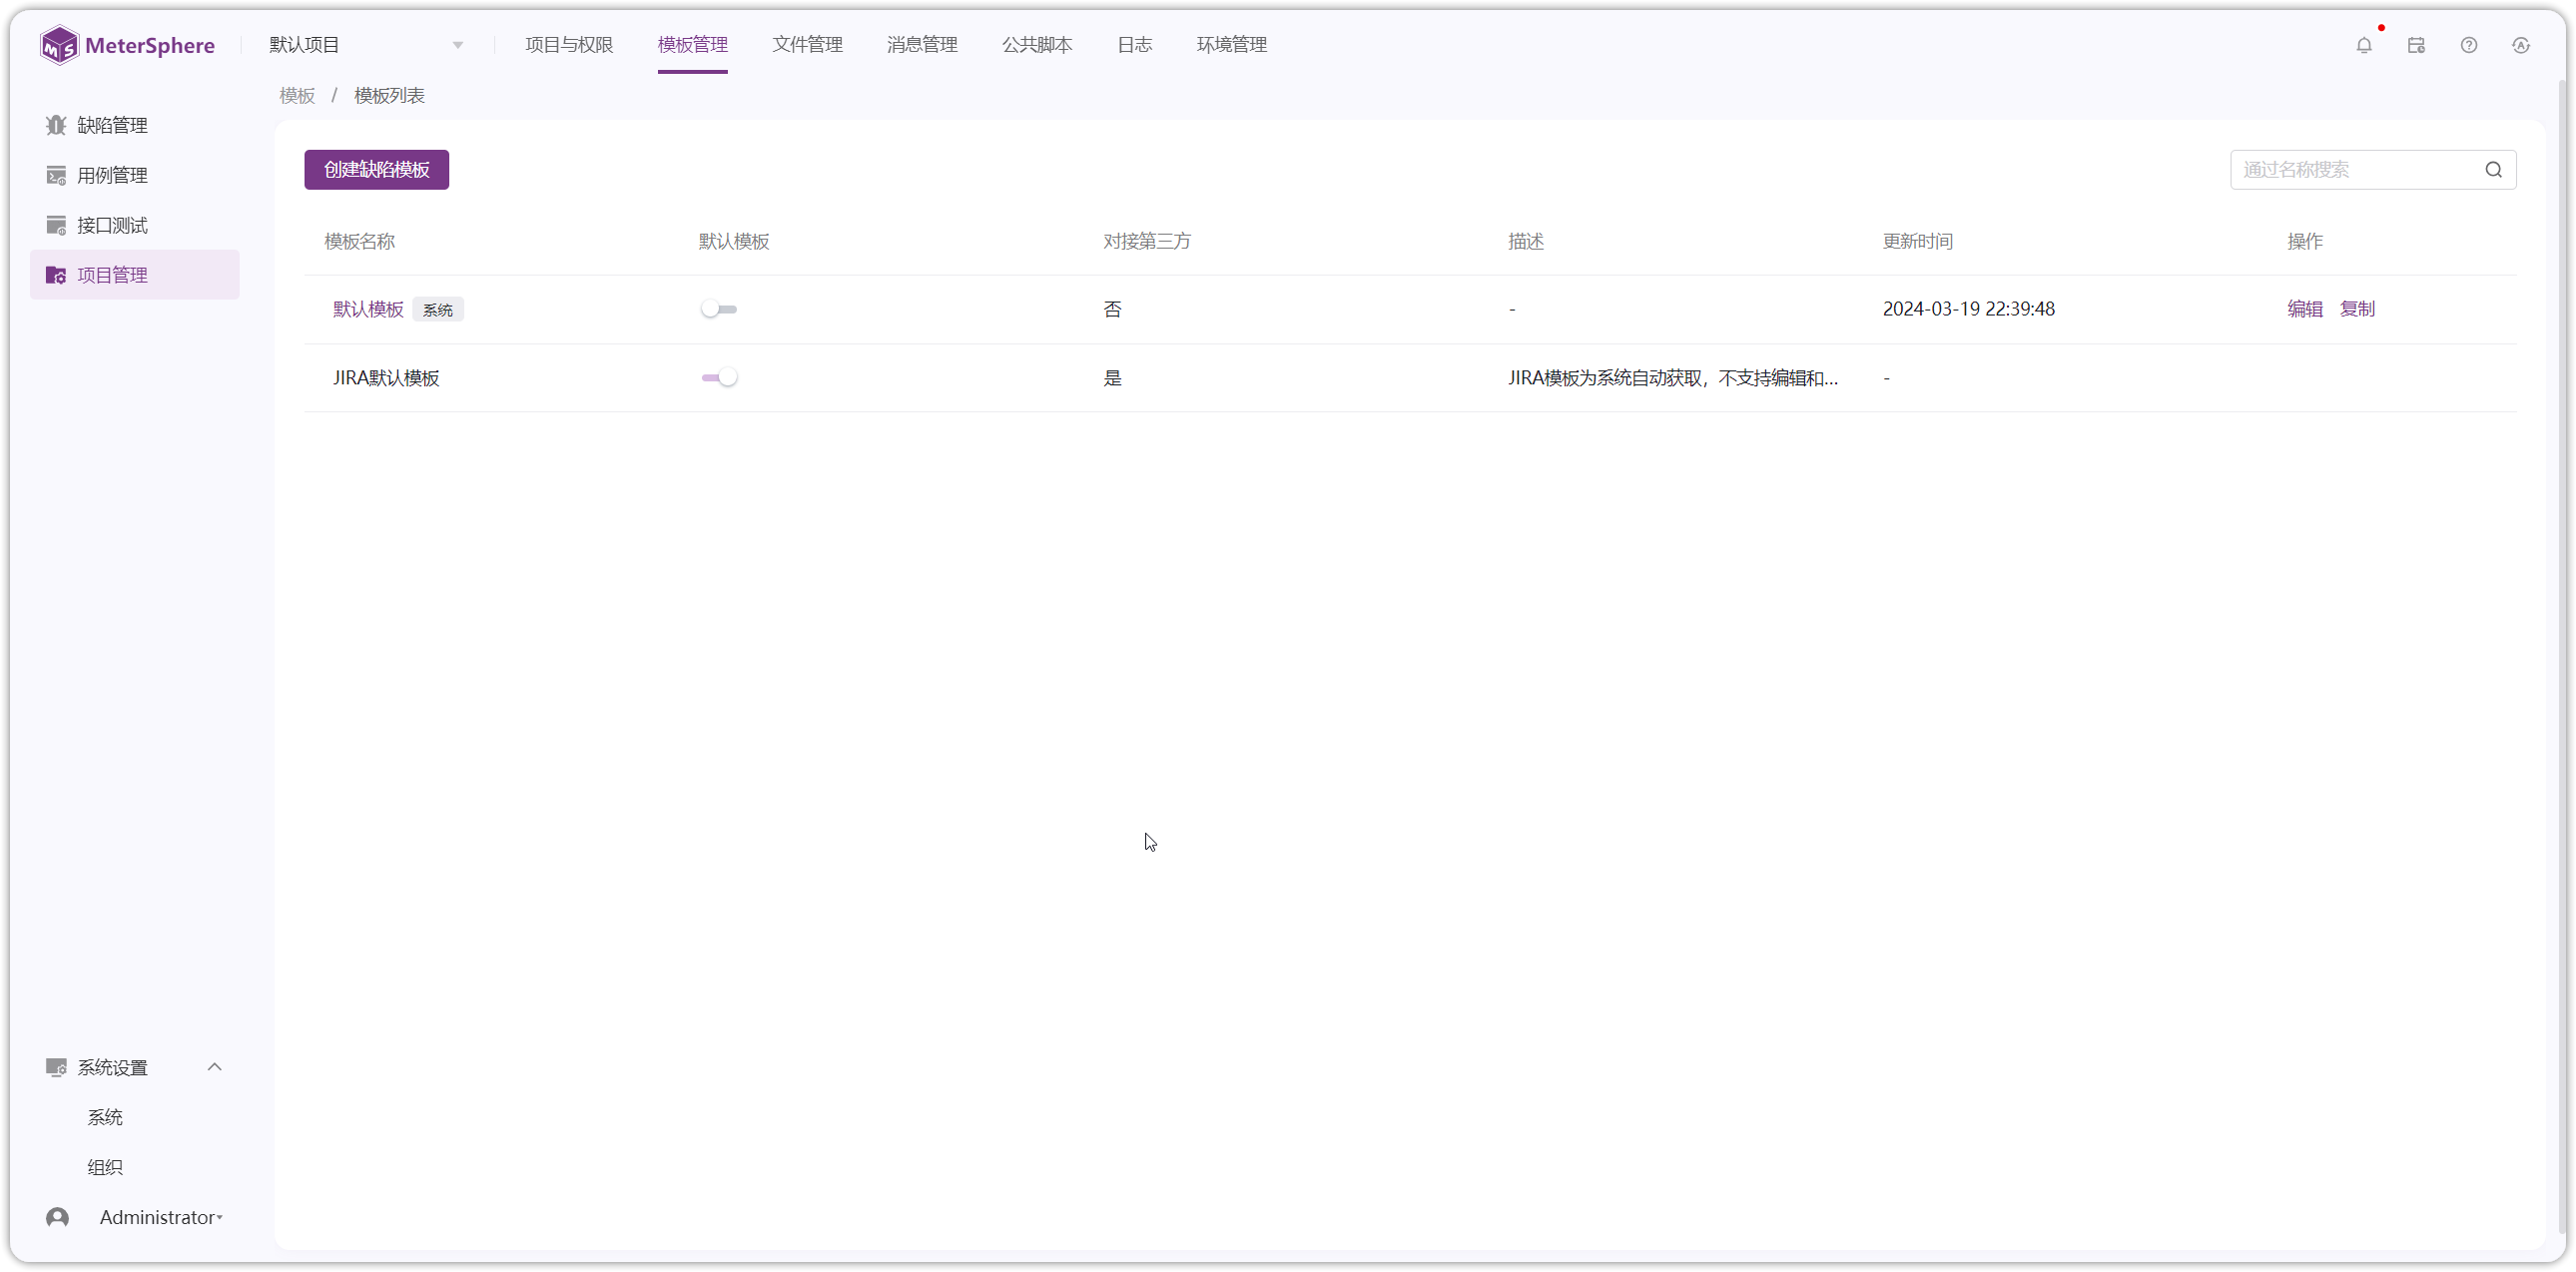 MeterSphere 默认项目 项目与权限 模板管理 文件管理 消息管理 公共脚本 日志 环境管理
模板 / 模板列表
缺陷管理
用例管理
接口测试
项目管理
创建缺陷模板 通过名称搜索
模板名称 默认模板 对接第三方 描述 更新时间 操作
默认模板 系统 否 - 2024-03-19 22:39:48 编辑 复制
JIRA默认模板 是 JIRA模板为系统自动获取，不支持编辑和... -
系统设置
系统
组织
Administrator